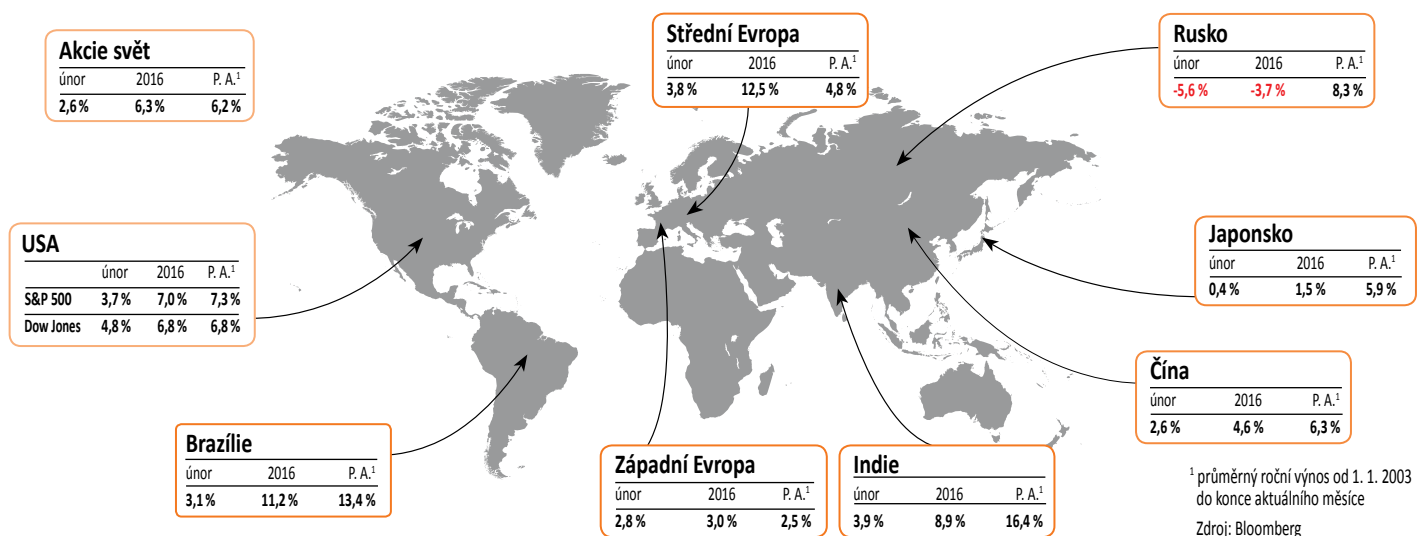 Akcie svět
únor 2016 P. A.¹
2,6 % 6,3 % 6,2 %
Střední Evropa
únor 2016 P. A.¹
3,8 % 12,5 % 4,8 %
Rusko
únor 2016 P. A.¹
-5,6 % -3,7 % 8,3 %
USA
únor 2016 P. A.¹
S&P 500 3,7 % 7,0 % 7,3 %
Dow Jones 4,8 % 6,8 % 6,8 %
Japonsko
únor 2016 P. A.¹
0,4 % 1,5 % 5,9 %
Čína
únor 2016 P. A.¹
2,6 % 4,6 % 6,3 %
Brazílie
únor 2016 P. A.¹
3,1 % 11,2 % 13,4 %
Západní Evropa
únor 2016 P. A.¹
2,8 % 3,0 % 2,5 %
Indie
únor 2016 P. A.¹
3,9 % 8,9 % 16,4 %
¹ průměrný roční výnos od 1. 1. 2003
do konce aktuálního měsíce
Zdroj: Bloomberg